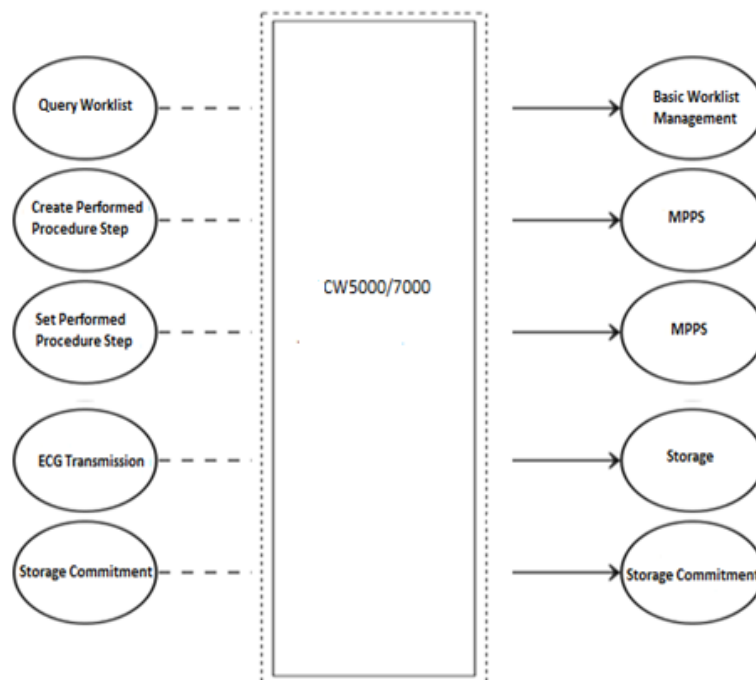 Query Worklist
Basic Worklist
Management
Create Performed
Procedure Step
MPPS
CW5000/7000
Set Performed
Procedure Step
MPPS
ECG Transmission
Storage
Storage Commitment
Storage Commitment